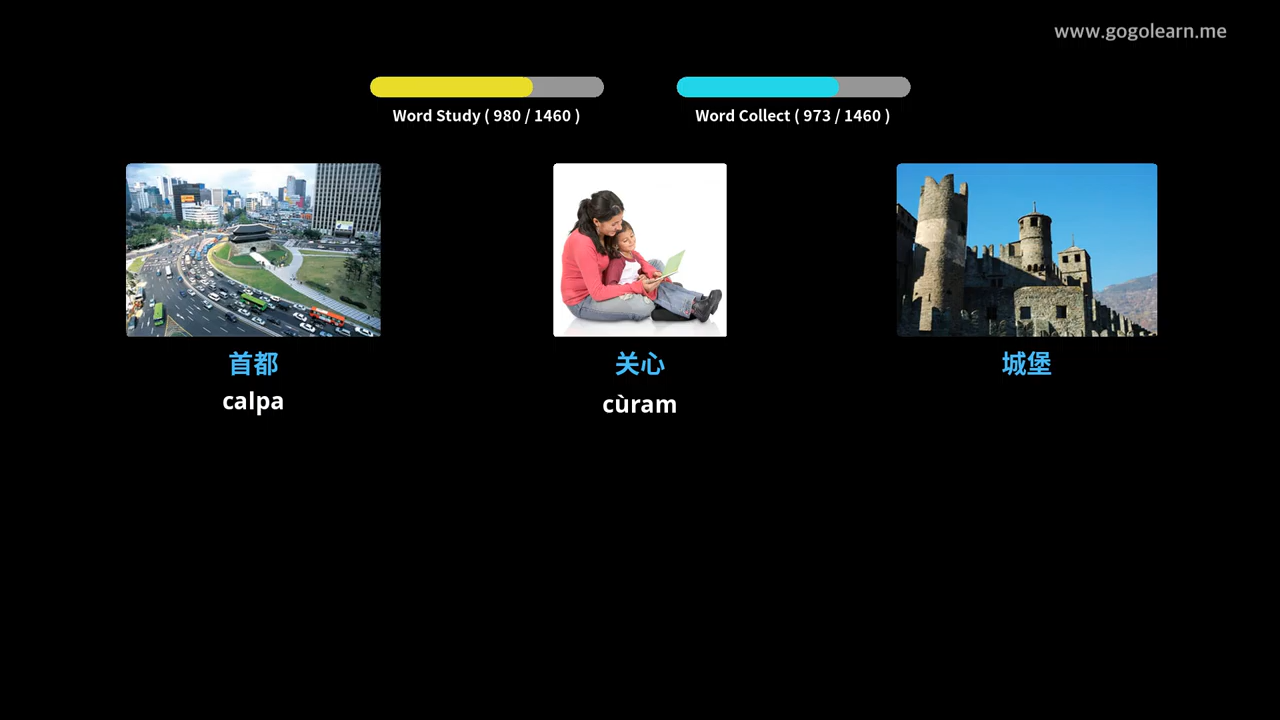 www.gogolearn.me
Word Study ( 980 / 1460 )
Word Collect ( 973 / 1460 )
首都
calpa
关心
cùram
城堡